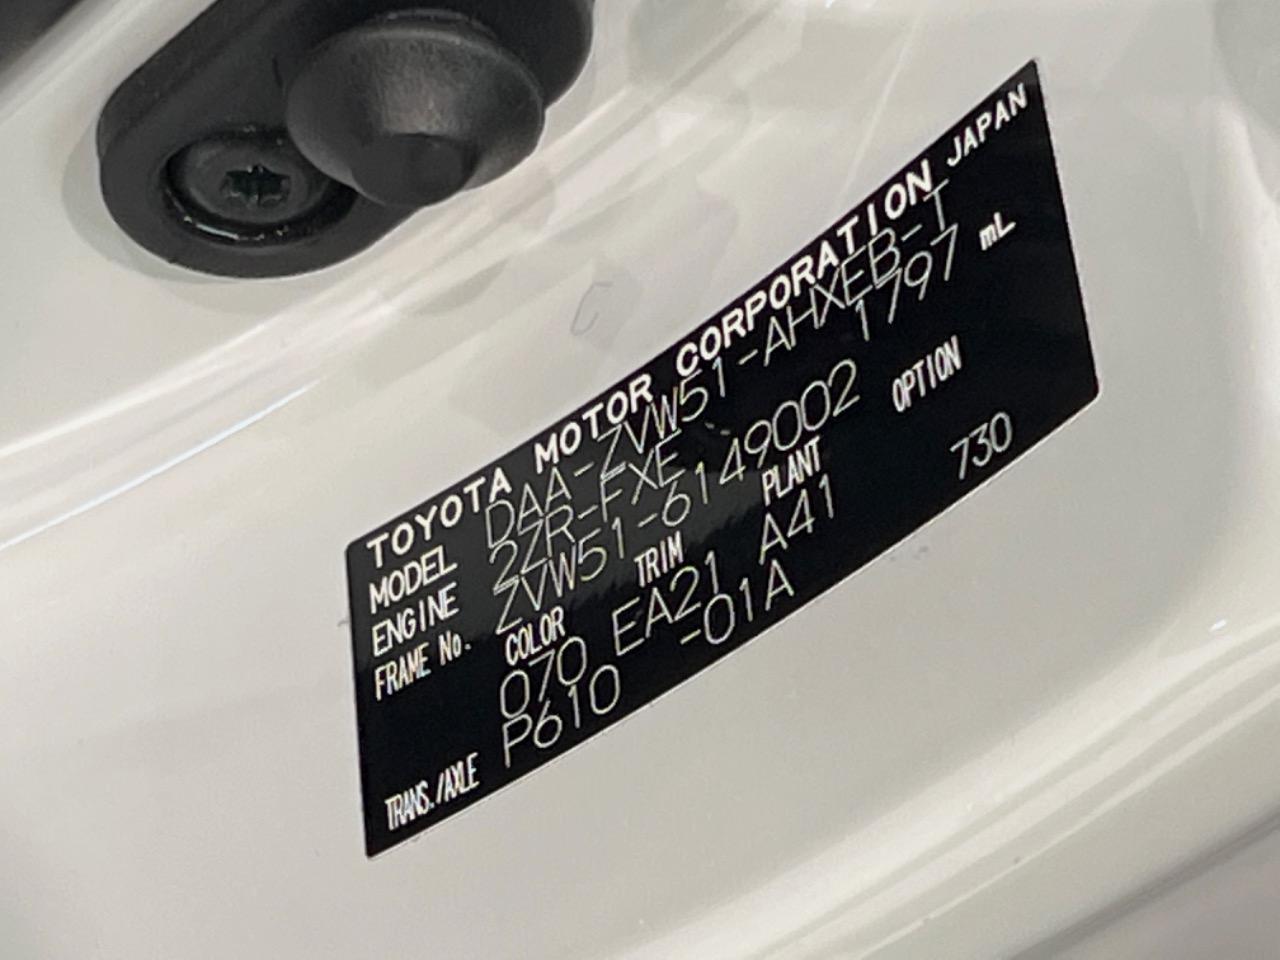 TOYOTA MOTOR CORPORATION JAPAN
MODEL DAA-ZVW51-AHXEB-T
ENGINE 2ZR-FXE 1797 mL
FRAME No. ZVW51-6149002
COLOR TRIM PLANT OPTION
070 EA21 A41 730
TRANS./AXLE P610 -01A